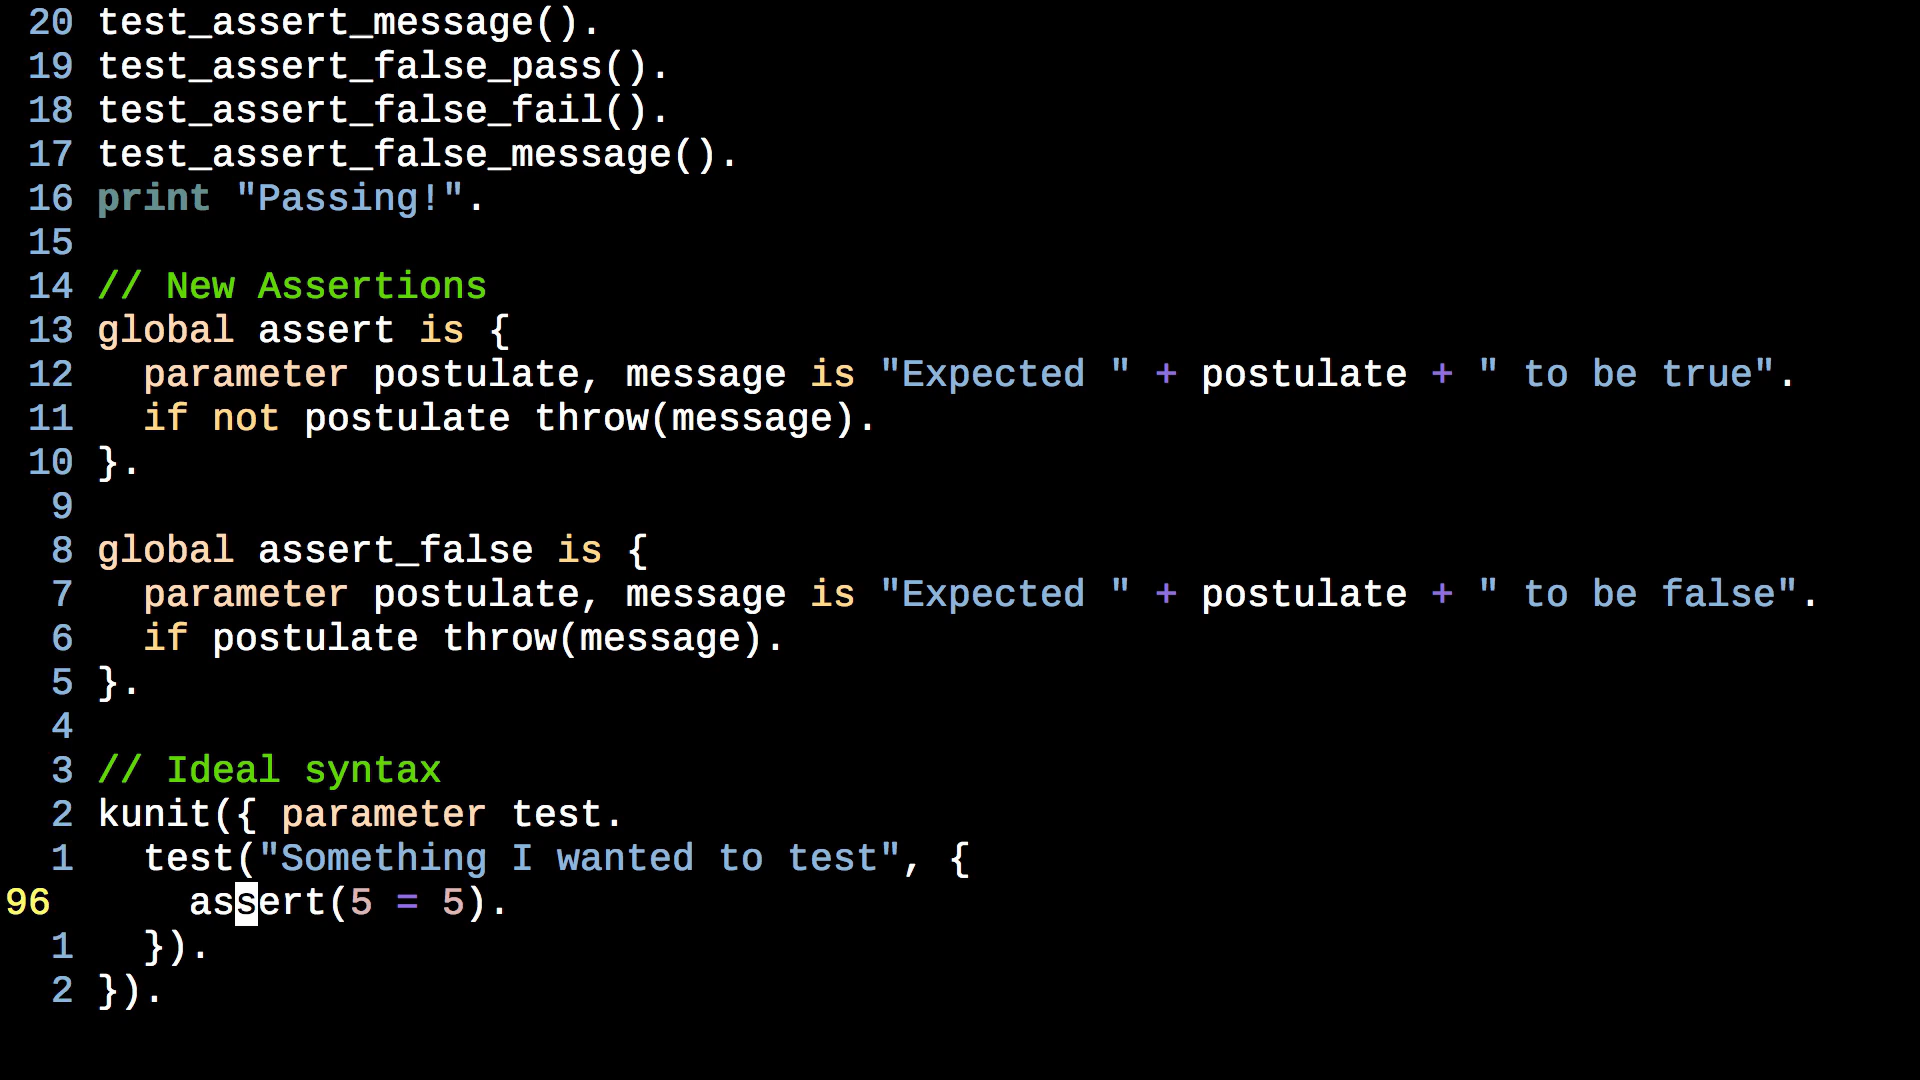 20 test_assert_message().
19 test_assert_false_pass().
18 test_assert_false_fail().
17 test_assert_false_message().
16 print "Passing!".
15
14 // New Assertions
13 global assert is {
12   parameter postulate, message is "Expected " + postulate + " to be true".
11   if not postulate throw(message).
10 }.
9
8 global assert_false is {
7   parameter postulate, message is "Expected " + postulate + " to be false".
6   if postulate throw(message).
5 }.
4
3 // Ideal syntax
2 kunit({ parameter test.
1   test("Something I wanted to test", {
96     assert(5 = 5).
1   }).
2 }).